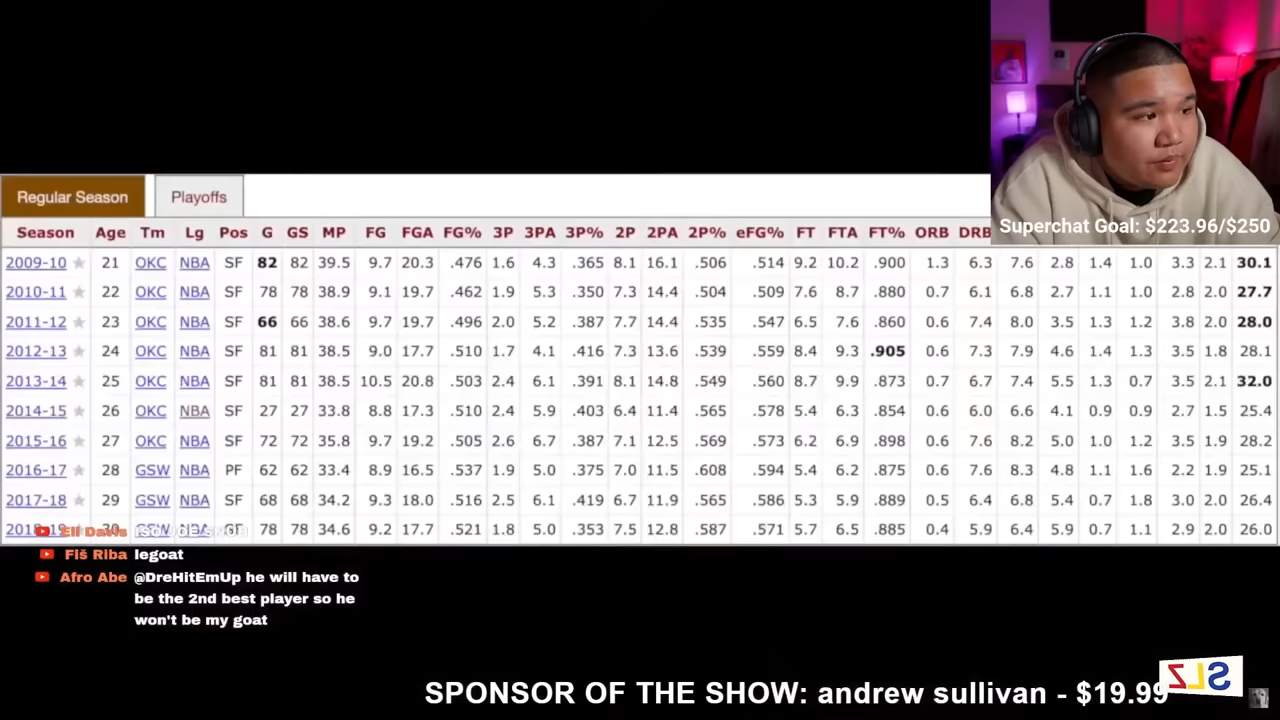 Superchat Goal: $223.96/$250
Regular Season Playoffs
Season Age Tm Lg Pos G GS MP FG FGA FG% 3P 3PA 3P% 2P 2PA 2P% eFG% FT FTA FT% ORB DRB
2009-10 21 OKC NBA SF 82 82 39.5 9.7 20.3 .476 1.6 4.3 .365 8.1 16.1 .506 .514 9.2 10.2 .900 1.3 6.3 7.6 2.8 1.4 1.0 3.3 2.1 30.1
2010-11 22 OKC NBA SF 78 78 38.9 9.1 19.7 .462 1.9 5.3 .350 7.3 14.4 .504 .509 7.6 8.7 .880 0.7 6.1 6.8 2.7 1.1 1.0 2.8 2.0 27.7
2011-12 23 OKC NBA SF 66 66 38.6 9.7 19.7 .496 2.0 5.2 .387 7.7 14.4 .535 .547 6.5 7.6 .860 0.6 7.4 8.0 3.5 1.3 1.2 3.8 2.0 28.0
2012-13 24 OKC NBA SF 81 81 38.5 9.0 17.7 .510 1.7 4.1 .416 7.3 13.6 .539 .559 8.4 9.3 .905 0.6 7.3 7.9 4.6 1.4 1.3 3.5 1.8 28.1
2013-14 25 OKC NBA SF 81 81 38.5 10.5 20.8 .503 2.4 6.1 .391 8.1 14.8 .549 .560 8.7 9.9 .873 0.7 6.7 7.4 5.5 1.3 0.7 3.5 2.1 32.0
2014-15 26 OKC NBA SF 27 27 33.8 8.8 17.3 .510 2.4 5.9 .403 6.4 11.4 .565 .578 5.4 6.3 .854 0.6 6.0 6.6 4.1 0.9 0.9 2.7 1.5 25.4
2015-16 27 OKC NBA SF 72 72 35.8 9.7 19.2 .505 2.6 6.7 .387 7.1 12.5 .569 .573 6.2 6.9 .898 0.6 7.6 8.2 5.0 1.0 1.2 3.5 1.9 28.2
2016-17 28 GSW NBA PF 62 62 33.4 8.9 16.5 .537 1.9 5.0 .375 7.0 11.5 .608 .594 5.4 6.2 .875 0.6 7.6 8.3 4.8 1.1 1.6 2.2 1.9 25.1
2017-18 29 GSW NBA SF 68 68 34.2 9.3 18.0 .516 2.5 6.1 .419 6.7 11.9 .565 .586 5.3 5.9 .889 0.5 6.4 6.8 5.4 0.7 1.8 3.0 2.0 26.4
2018-19 30 GSW NBA SF 78 78 34.6 9.2 17.7 .521 1.8 5.0 .353 7.5 12.8 .587 .571 5.7 6.5 .885 0.4 5.9 6.4 5.9 0.7 1.1 2.9 2.0 26.0
Eli Davis
Fiš Riba legoat
Afro Abe @DreHitEmUp he will have to
be the 2nd best player so he
won't be my goat
SPONSOR OF THE SHOW: andrew sullivan - $19.99
SLZ